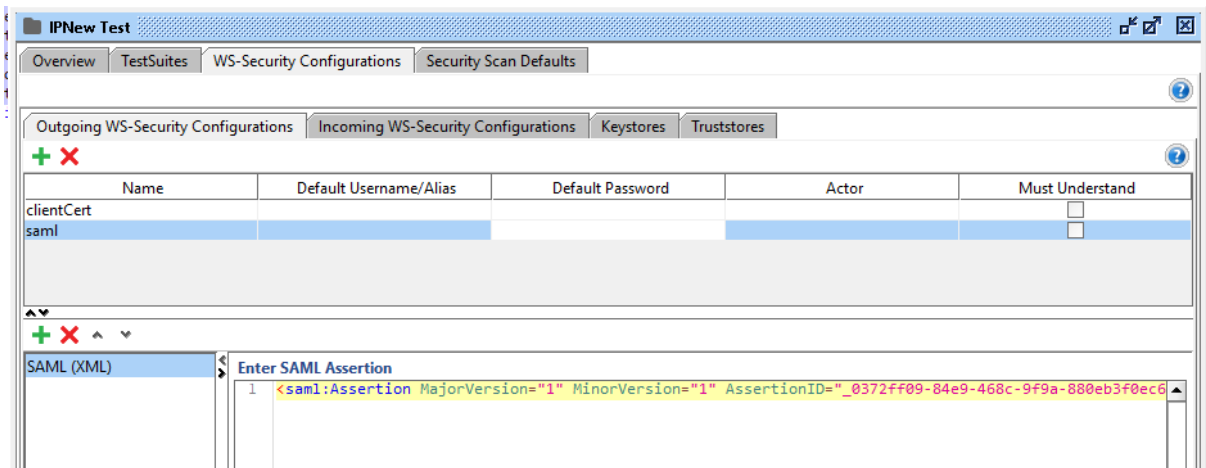 IPNew Test
Overview TestSuites WS-Security Configurations Security Scan Defaults
Outgoing WS-Security Configurations Incoming WS-Security Configurations Keystores Truststores
Name Default Username/Alias Default Password Actor Must Understand
clientCert
saml
SAML (XML) Enter SAML Assertion
1 <saml:Assertion MajorVersion="1" MinorVersion="1" AssertionID="_0372ff09-84e9-468c-9f9a-880eb3f0ec6